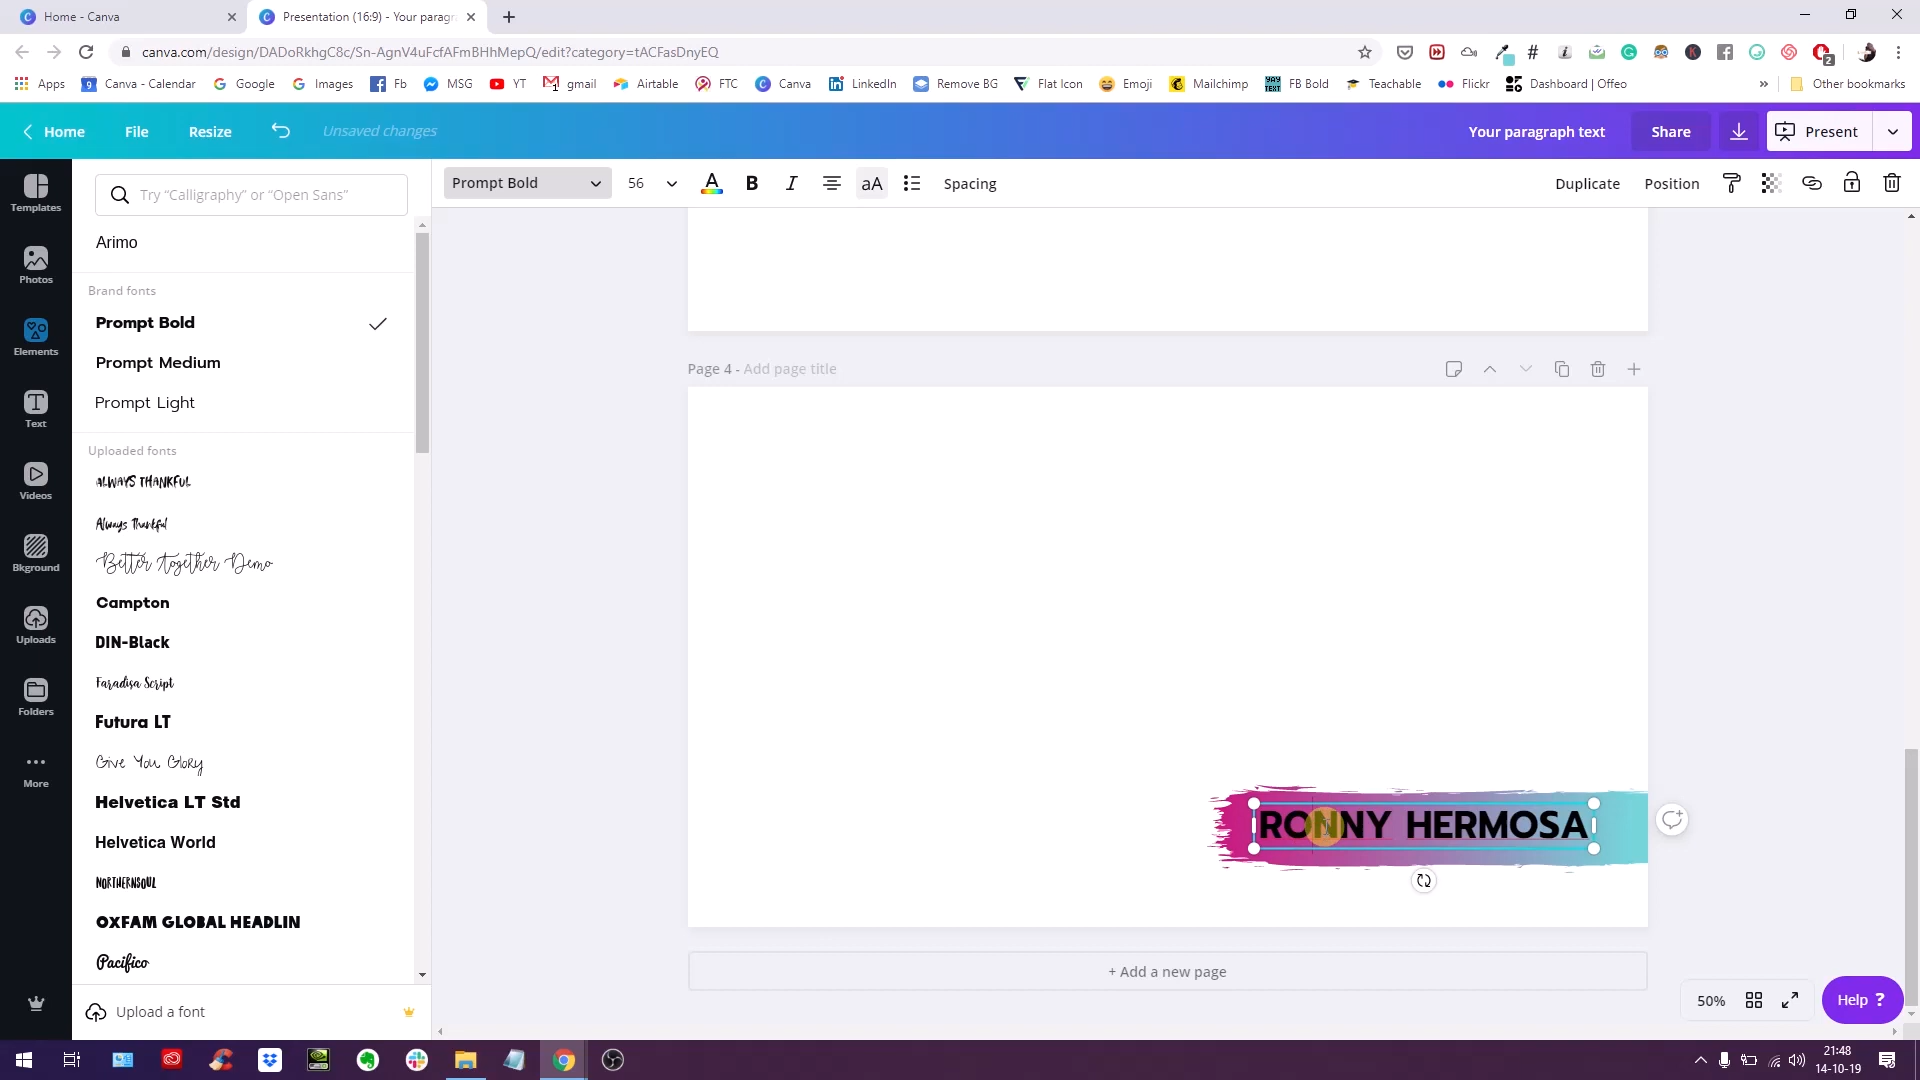 Home - Canva
Presentation (16:9) - Your paragr
canva.com/design/DADoRkhgC8c/Sn-AgnV4uFcfAFmBHhMepQ/edit?category=tACFasDnyEQ
Apps
Canva - Calendar
Google
Images
Fb
MSG
YT
gmail
Airtable
FTC
Canva
LinkedIn
Remove BG
Flat Icon
Emoji
Mailchimp
FB Bold
Teachable
Flickr
Dashboard | Offeo
»
Other bookmarks
Home
File
Resize
Unsaved changes
Your paragraph text
Share
Present
Templates
Photos
Elements
Text
Videos
Bkground
Uploads
Folders
More
Try “Calligraphy” or “Open Sans”
Arimo
Brand fonts
Prompt Bold
Prompt Medium
Prompt Light
Uploaded fonts
ALWAYS THANKFUL
Always Thankful
Better Together Demo
Campton
DIN-Black
Faradisa Script
Futura LT
Give You Glory
Helvetica LT Std
Helvetica World
NORTHERNSOUL
OXFAM GLOBAL HEADLIN
Pacifico
Upload a font
Prompt Bold
56
A
B
I
aA
Spacing
Duplicate
Position
Page 4 - Add page title
RONNY HERMOSA
+ Add a new page
50%
Help ?
21:48
14-10-19